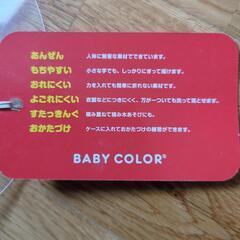 あんぜん 人体に無害な素材でできています。
もちやすい 小さな手でも、しっかりにぎって描けます。
おれにくい 力を入れても簡単に折れない素材です。
よごれにくい 衣服などにつきにくく、万が一ついても洗って落とせます。
すたっきんぐ 積み重ねて積み木あそびにも。
おかたづけ ケースに入れておかたづけの練習ができます。
BABY COLOR®